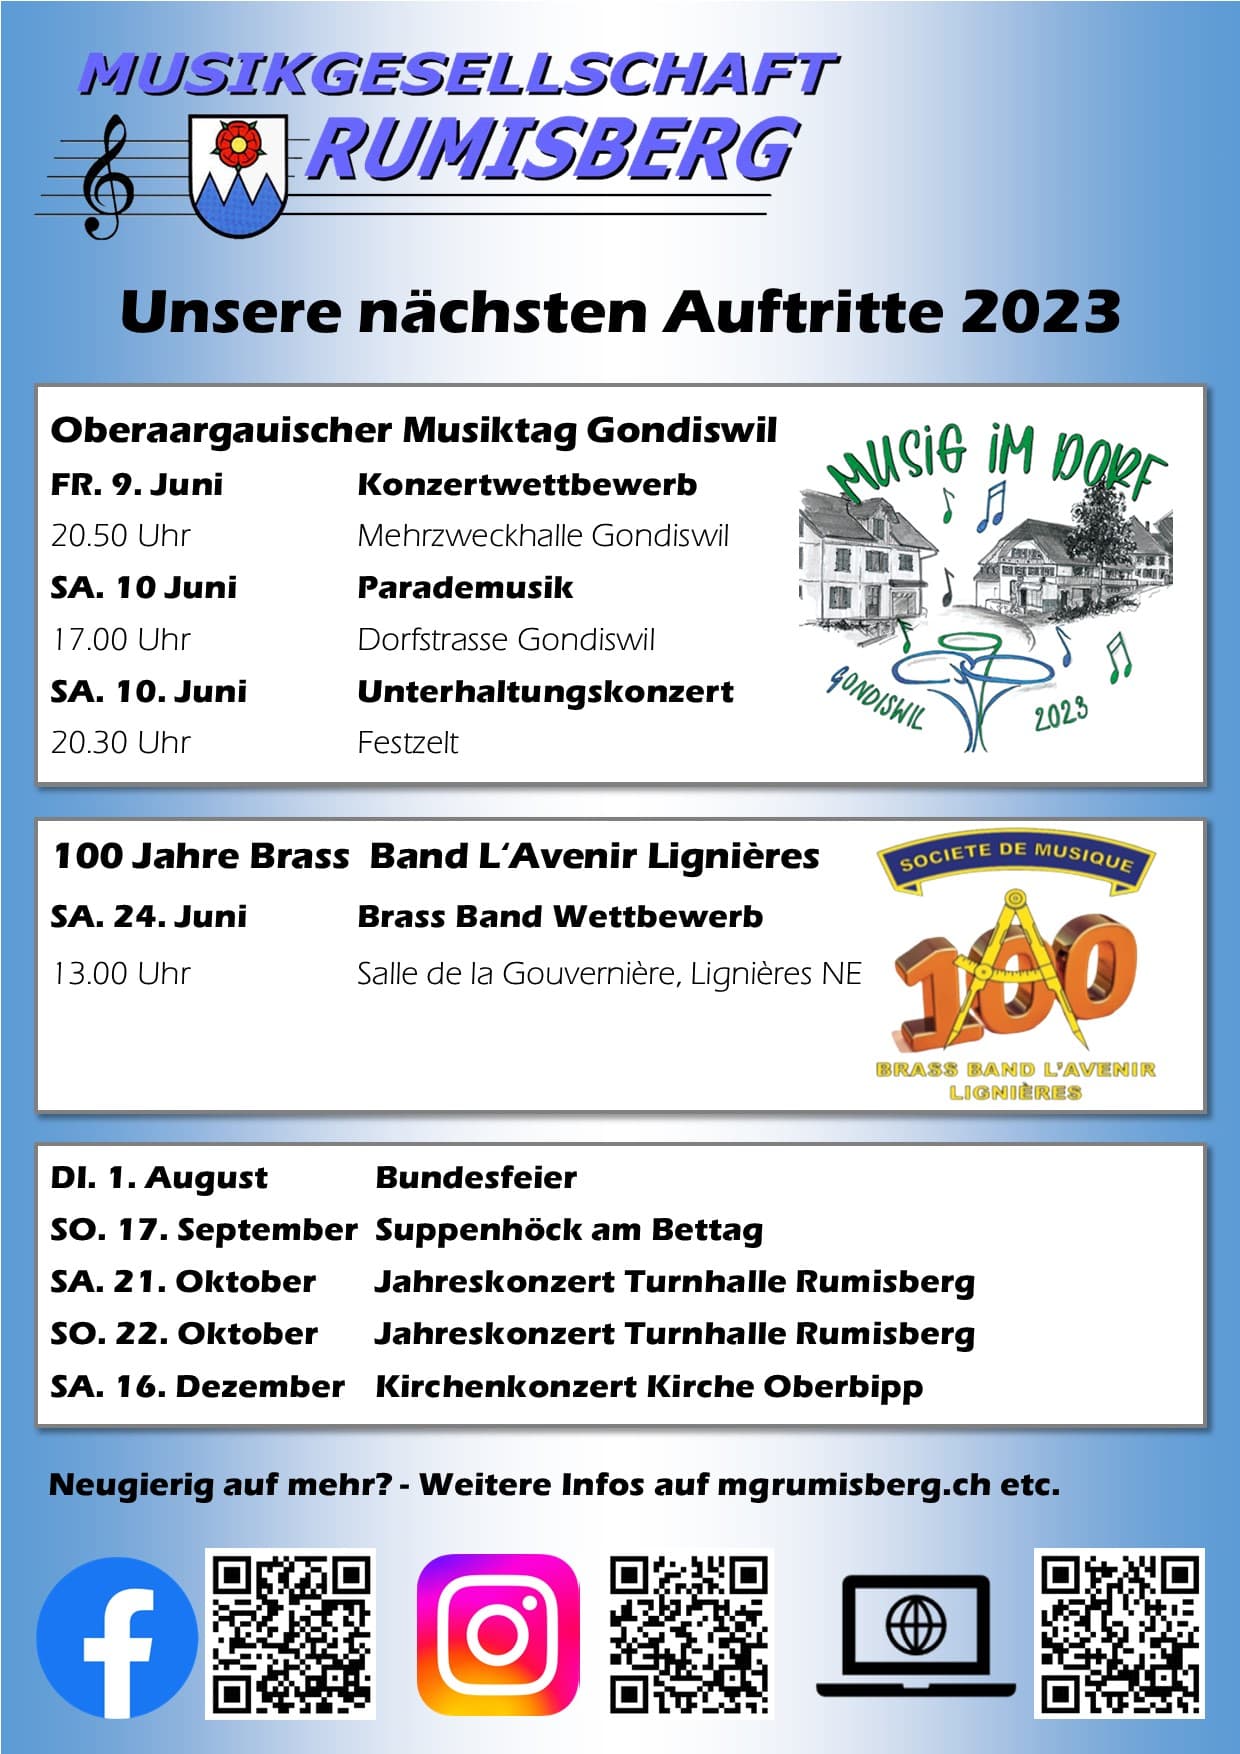 MUSIKGESELLSCHAFT
RUMISBERG
Unsere nächsten Auftritte 2023
Oberaargauischer Musiktag Gondiswil
FR. 9. Juni Konzertwettbewerb
20.50 Uhr Mehrzweckhalle Gondiswil
SA. 10 Juni Parademusik
17.00 Uhr Dorfstrasse Gondiswil
SA. 10. Juni Unterhaltungskonzert
20.30 Uhr Festzelt
MUSIG IM DORF
GONDISWIL 2023
100 Jahre Brass Band L‘Avenir Lignières
SA. 24. Juni Brass Band Wettbewerb
13.00 Uhr Salle de la Gouvernière, Lignières NE
SOCIETE DE MUSIQUE
100
BRASS BAND L'AVENIR
LIGNIÈRES
DI. 1. August Bundesfeier
SO. 17. September Suppenhöck am Bettag
SA. 21. Oktober Jahreskonzert Turnhalle Rumisberg
SO. 22. Oktober Jahreskonzert Turnhalle Rumisberg
SA. 16. Dezember Kirchenkonzert Kirche Oberbipp
Neugierig auf mehr? - Weitere Infos auf mgrumisberg.ch etc.